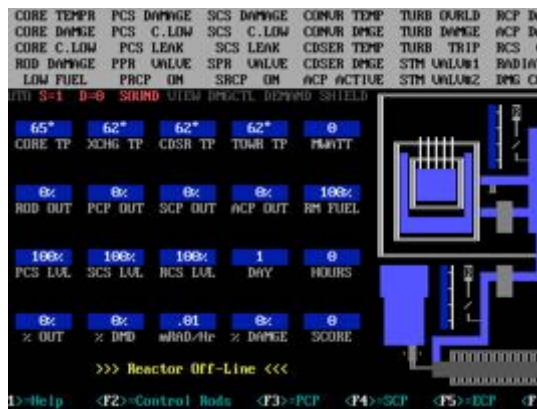 CORE TEMPR PCS DAMAGE SCS DAMAGE CONVR TEMP TURB OVRLD RCP D
CORE DAMGE PCS C.LOW SCS C.LOW CONVR DMGE TURB DAMGE ACP D
CORE C.LOW PCS LEAK SCS LEAK CDSER TEMP TURB TRIP RCS
ROD DAMAGE PPR VALVE SPR VALVE CDSER DMGE STM VALV#1 RADIA
LOW FUEL PRCP ON SRCP ON ACP ACTIVE STM VALV#2 DMG C
UTO S=1 D=0 SOUND VIEW DMGCTL DEMAND SHIELD
65° 62° 62° 62° 0
CORE TP XCHG TP CDSR TP TOWR TP MWATT
0% 0% 0% 0% 100%
ROD OUT PCP OUT SCP OUT ACP OUT RM FUEL
100% 100% 100% 1 0
PCS LVL SCS LVL RCS LVL DAY HOURS
0% 0% .01 0% 0
% OUT % DMD mRAD/Hr % DAMGE SCORE
>>> Reactor Off-Line <<<
1>=Help <F2>=Control Rods <F3>=PCP <F4>=SCP <F5>=ECP <F